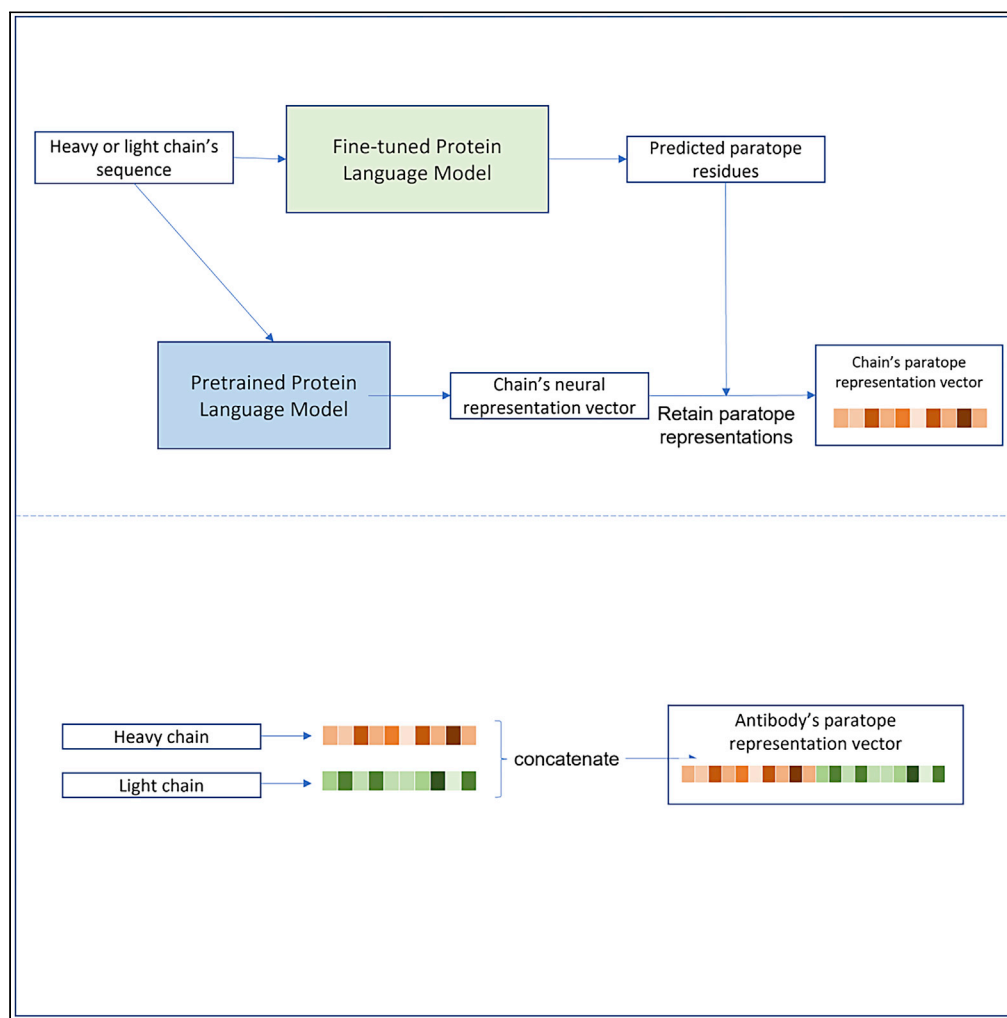 Heavy or light chain's
sequence
Fine-tuned Protein
Language Model
Predicted paratope
residues
Pretrained Protein
Language Model
Chain's neural
representation vector
Retain paratope
representations
Chain's paratope
representation vector
Heavy chain
Light chain
concatenate
Antibody's paratope
representation vector